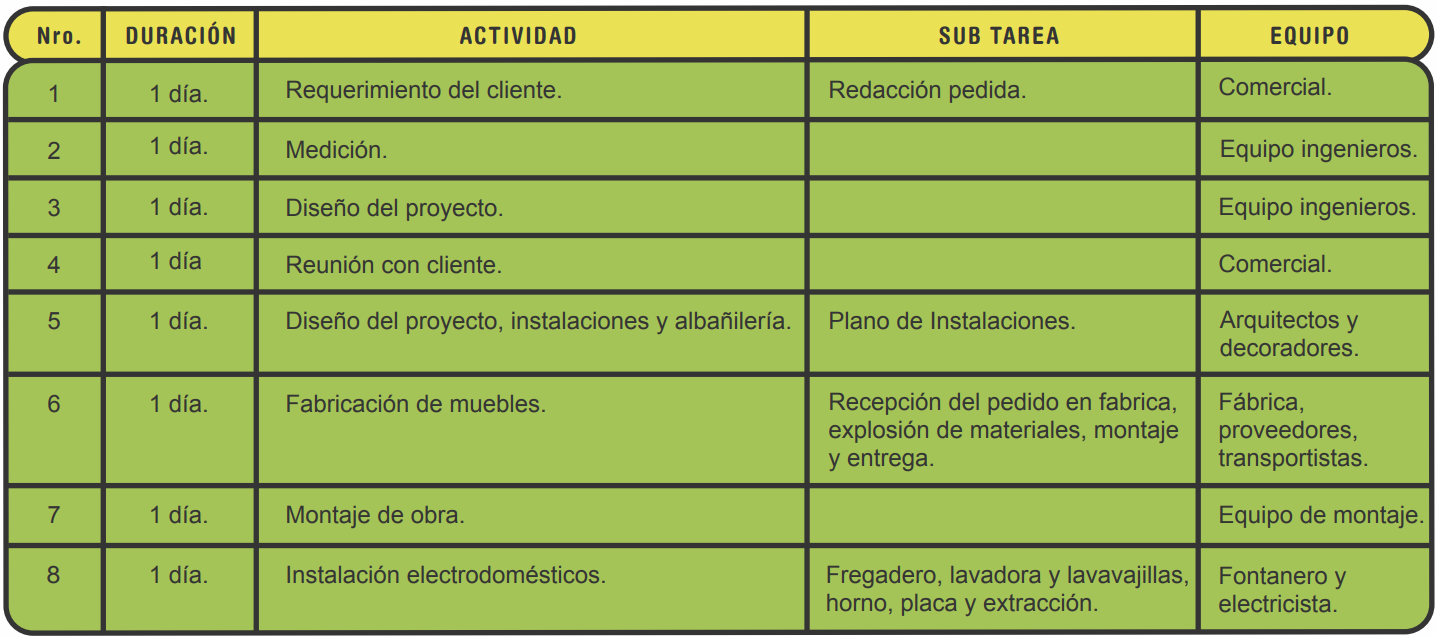 Nro. DURACIÓN ACTIVIDAD SUB TAREA EQUIPO
1 1 día. Requerimiento del cliente. Redacción pedida. Comercial.
2 1 día. Medición. Equipo ingenieros.
3 1 día. Diseño del proyecto. Equipo ingenieros.
4 1 día Reunión con cliente. Comercial.
5 1 día. Diseño del proyecto, instalaciones y albañilería. Plano de Instalaciones. Arquitectos y
decoradores.
6 1 día. Fabricación de muebles. Recepción del pedido en fabrica, Fábrica,
explosión de materiales, montaje proveedores,
y entrega. transportistas.
7 1 día. Montaje de obra. Equipo de montaje.
8 1 día. Instalación electrodomésticos. Fregadero, lavadora y lavavajillas, Fontanero y
horno, placa y extracción. electricista.